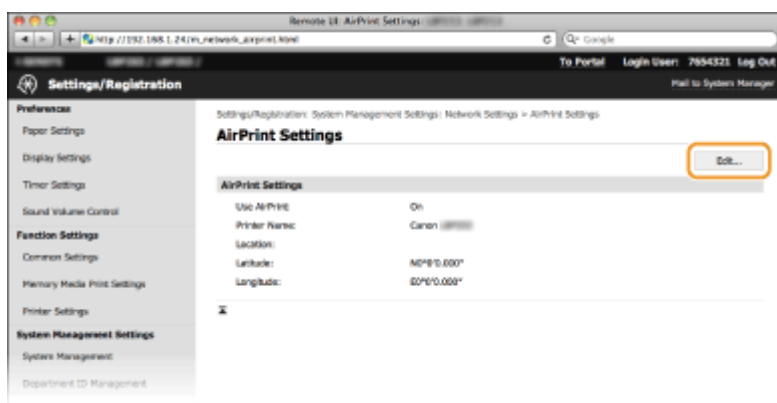 Remote UI: AirPrint Settings:
http://192.168.1.24/m_network_airprint.html
Google
To Portal Login User: 7654321 Log Out
Settings/Registration
Mail to System Manager
Preferences
Paper Settings
Display Settings
Timer Settings
Sound Volume Control
Function Settings
Common Settings
Memory Media Print Settings
Printer Settings
System Management Settings
System Management
Department ID Management
Settings/Registration: System Management Settings: Network Settings > AirPrint Settings
AirPrint Settings
Edit...
AirPrint Settings
Use AirPrint: On
Printer Name: Canon
Location:
Latitude: N0°0'0.000"
Longitude: E0°0'0.000"